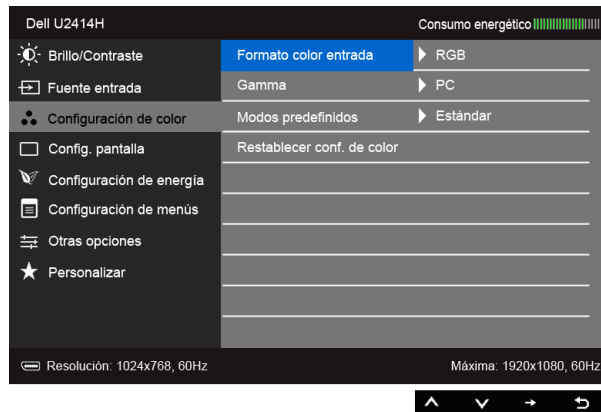 Dell U2414H Consumo energético
Brillo/Contraste Formato color entrada RGB
Fuente entrada Gamma PC
Configuración de color Modos predefinidos Estándar
Config. pantalla Restablecer conf. de color
Configuración de energía
Configuración de menús
Otras opciones
Personalizar
Resolución: 1024x768, 60Hz Máxima: 1920x1080, 60Hz